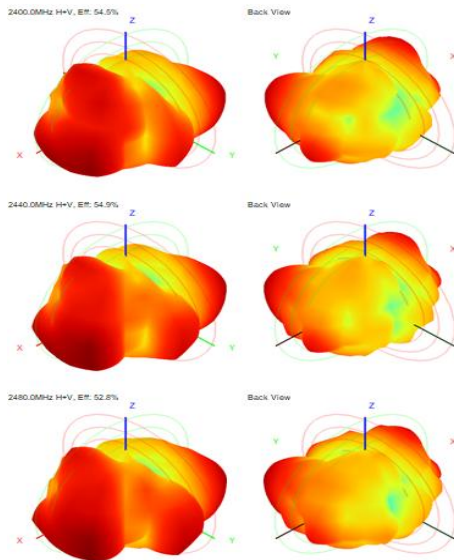 2400.0MHz H+V, Eff: 54.5%
Back View
Z
Z
Y
X
X
Y
2440.0MHz H+V, Eff: 54.9%
Back View
Z
Z
Y
X
X
Y
2480.0MHz H+V, Eff: 52.8%
Back View
Z
Z
Y
X
X
Y